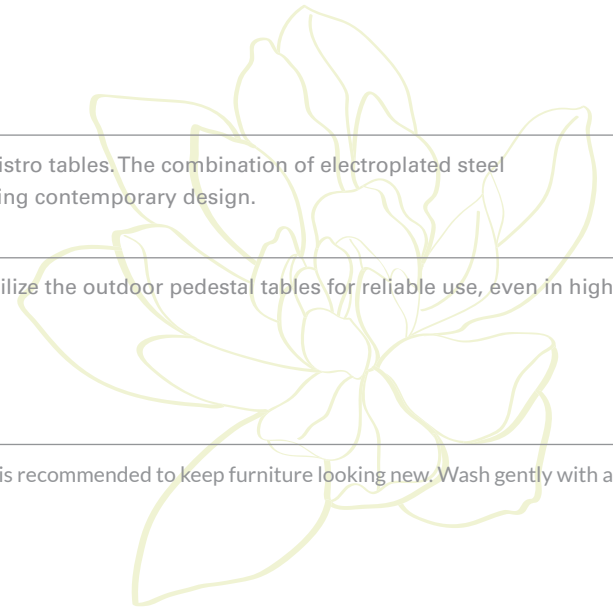 istro tables. The combination of electroplated steel
ing contemporary design.
ilize the outdoor pedestal tables for reliable use, even in high
is recommended to keep furniture looking new. Wash gently with a